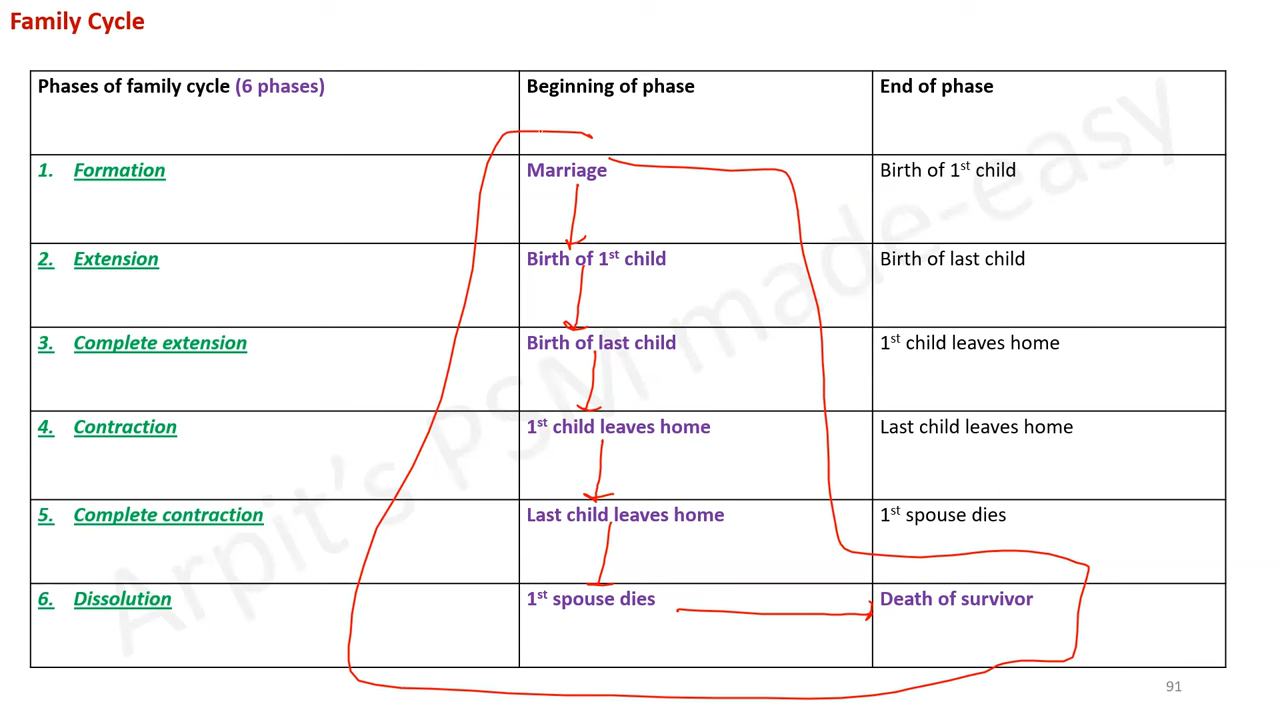 Family Cycle
Phases of family cycle (6 phases) Beginning of phase End of phase
1. Formation Marriage Birth of 1st child
2. Extension Birth of 1st child Birth of last child
3. Complete extension Birth of last child 1st child leaves home
4. Contraction 1st child leaves home Last child leaves home
5. Complete contraction Last child leaves home 1st spouse dies
6. Dissolution 1st spouse dies Death of survivor
Arpit's PSM made-easy
91